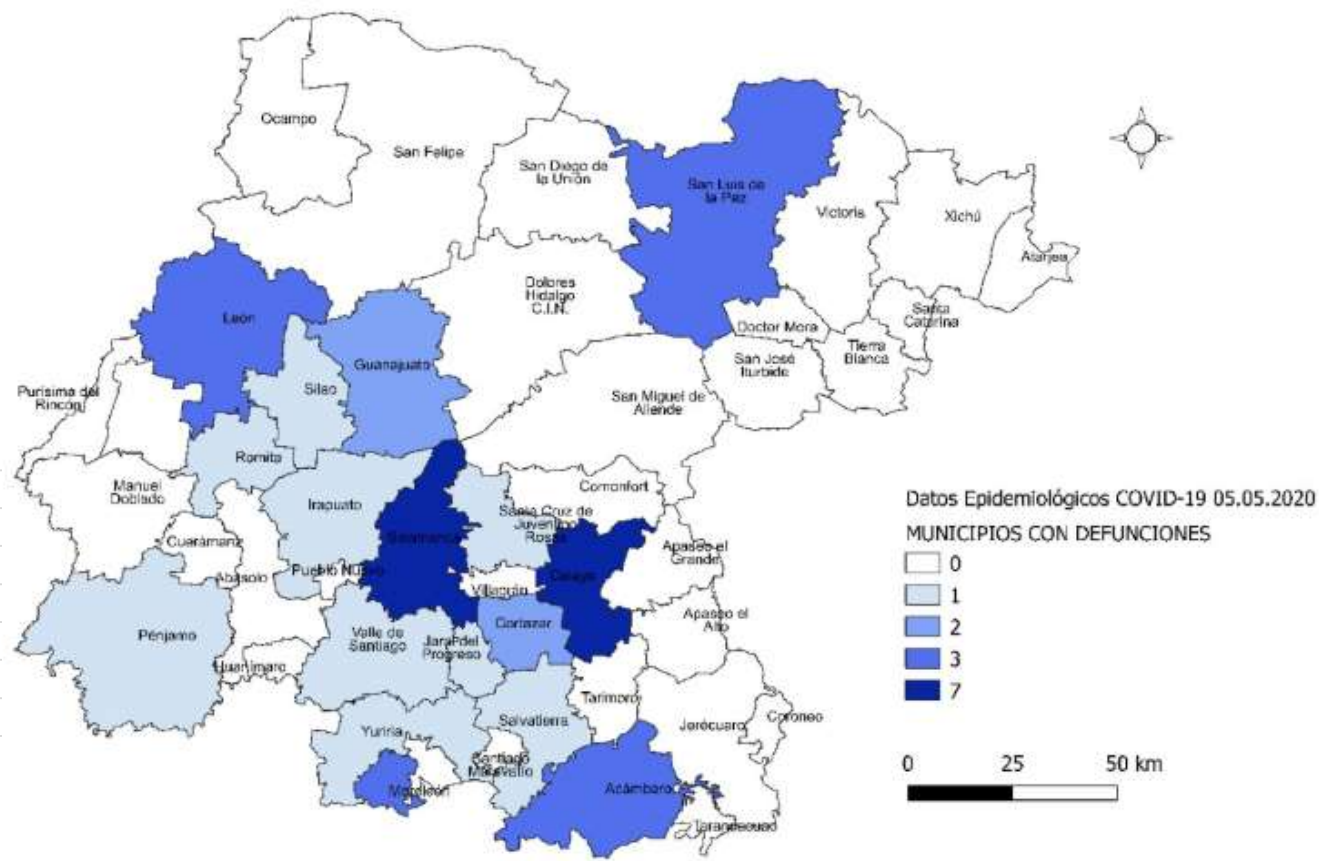 Ocampo
San Felipe
San Diego de
la Unión
San Luis de
la Paz
Victoria
Xichú
Atarjea
León
Dolores
Hidalgo
C.I.N.
Santa
Catarina
Doctor Mora
Tierra
Blanca
San José
Iturbide
Guanajuato
Silao
Purísima del
Rincón
San Miguel de
Allende
Romita
Manuel
Doblado
Irapuato
Comonfort
Santa Cruz de
Juventino
Rosas
Salamanca
Cuerámaro
Apaseo el
Grande
Celaya
Abasolo
Pueblo Nuevo
Villagrán
Apaseo el
Alto
Cortazar
Pénjamo
Valle de
Santiago
Jaral del
Progreso
Huanímaro
Tarimoro
Salvatierra
Jerécuaro
Coroneo
Yuriria
Santiago
Maravatío
Moroleón
Acámbaro
Tarandacuao
Datos Epidemiológicos COVID-19 05.05.2020
MUNICIPIOS CON DEFUNCIONES
0
1
2
3
7
0 25 50 km